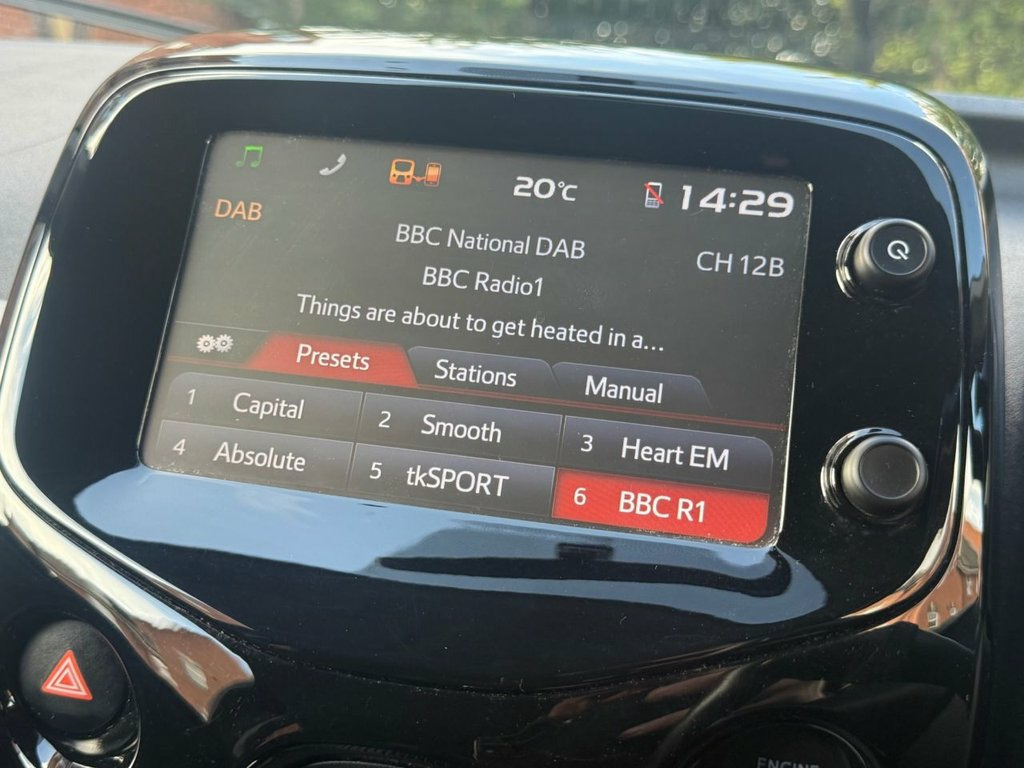 20°C 14:29
DAB
BBC National DAB
CH 12B
BBC Radio1
Things are about to get heated in a...
Presets Stations Manual
1 Capital 2 Smooth 3 Heart EM
4 Absolute 5 tkSPORT 6 BBC R1
ENGINE